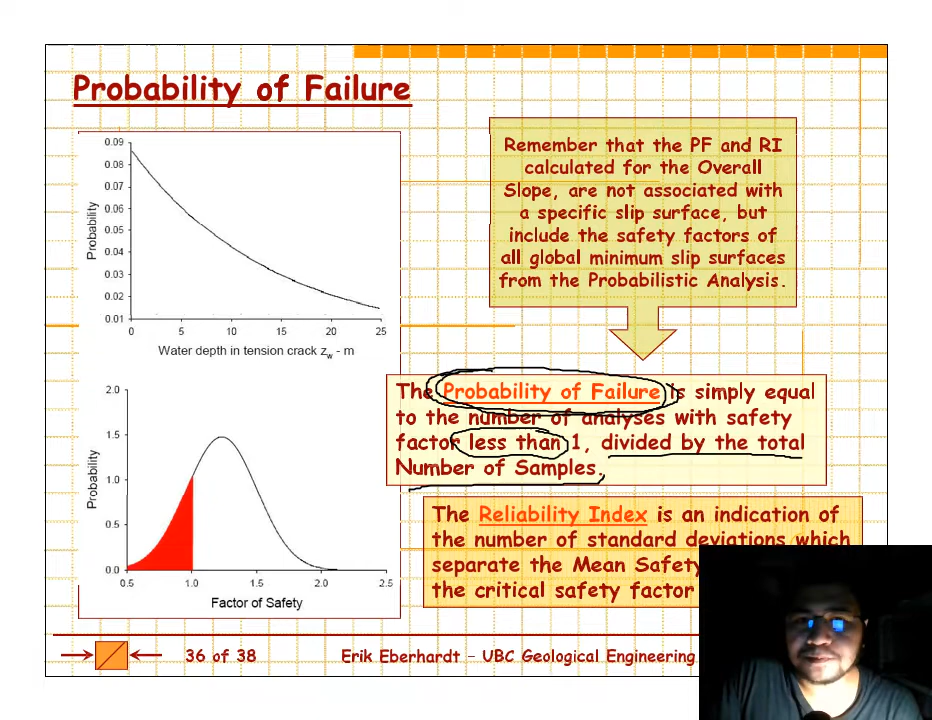 Probability of Failure
0.09
0.08
0.07
0.06
0.05
0.04
0.03
0.02
0.01
Probability
0 5 10 15 20 25
Water depth in tension crack zw - m
2.0
1.5
1.0
0.5
0.0
Probability
0.5 1.0 1.5 2.0 2.5
Factor of Safety
Remember that the PF and RI
calculated for the Overall
Slope, are not associated with
a specific slip surface, but
include the safety factors of
all global minimum slip surfaces
from the Probabilistic Analysis.
The Probability of Failure is simply equal
to the number of analyses with safety
factor less than 1, divided by the total
Number of Samples.
The Reliability Index is an indication of
the number of standard deviations which
separate the Mean Safety
the critical safety factor
36 of 38
Erik Eberhardt – UBC Geological Engineering